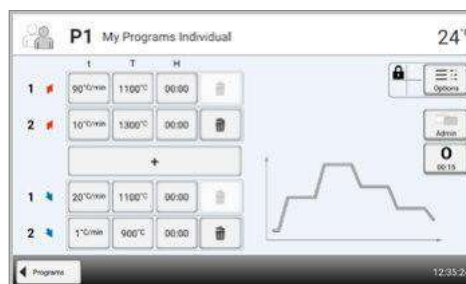 P1 My Programs Individual 24°
t T H
1 90°C/min 1100°C 00:00
Options
2 10°C/min 1300°C 00:00
Admin
+
0
00:15
1 20°C/min 1100°C 00:00
2 1°C/min 900°C 00:00
Programs 12:35:2